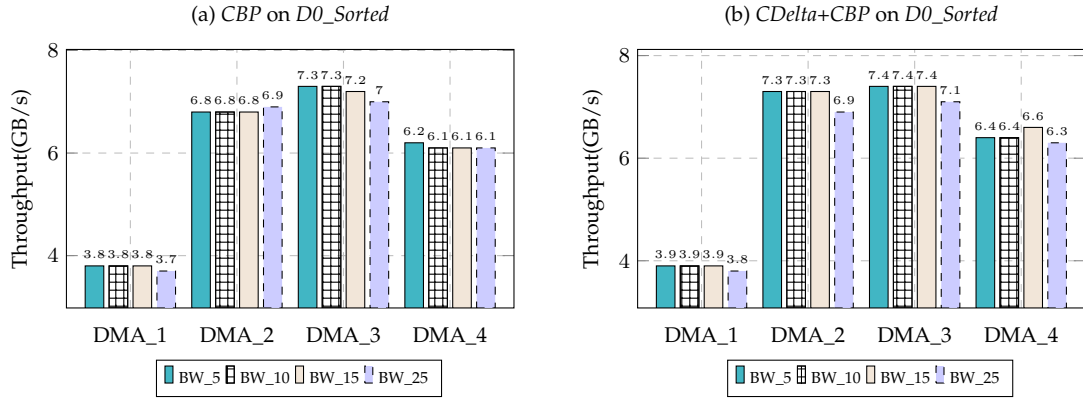 (a) CBP on D0_Sorted
Throughput(GB/s)
8
6
4
3.8 3.8 3.8 3.7
6.8 6.8 6.8 6.9
7.3 7.3 7.2 7
6.2 6.1 6.1 6.1
DMA_1 DMA_2 DMA_3 DMA_4
BW_5 BW_10 BW_15 BW_25
(b) CDelta+CBP on D0_Sorted
Throughput(GB/s)
8
6
4
3.9 3.9 3.9 3.8
7.3 7.3 7.3 6.9
7.4 7.4 7.4 7.1
6.4 6.4 6.6 6.3
DMA_1 DMA_2 DMA_3 DMA_4
BW_5 BW_10 BW_15 BW_25